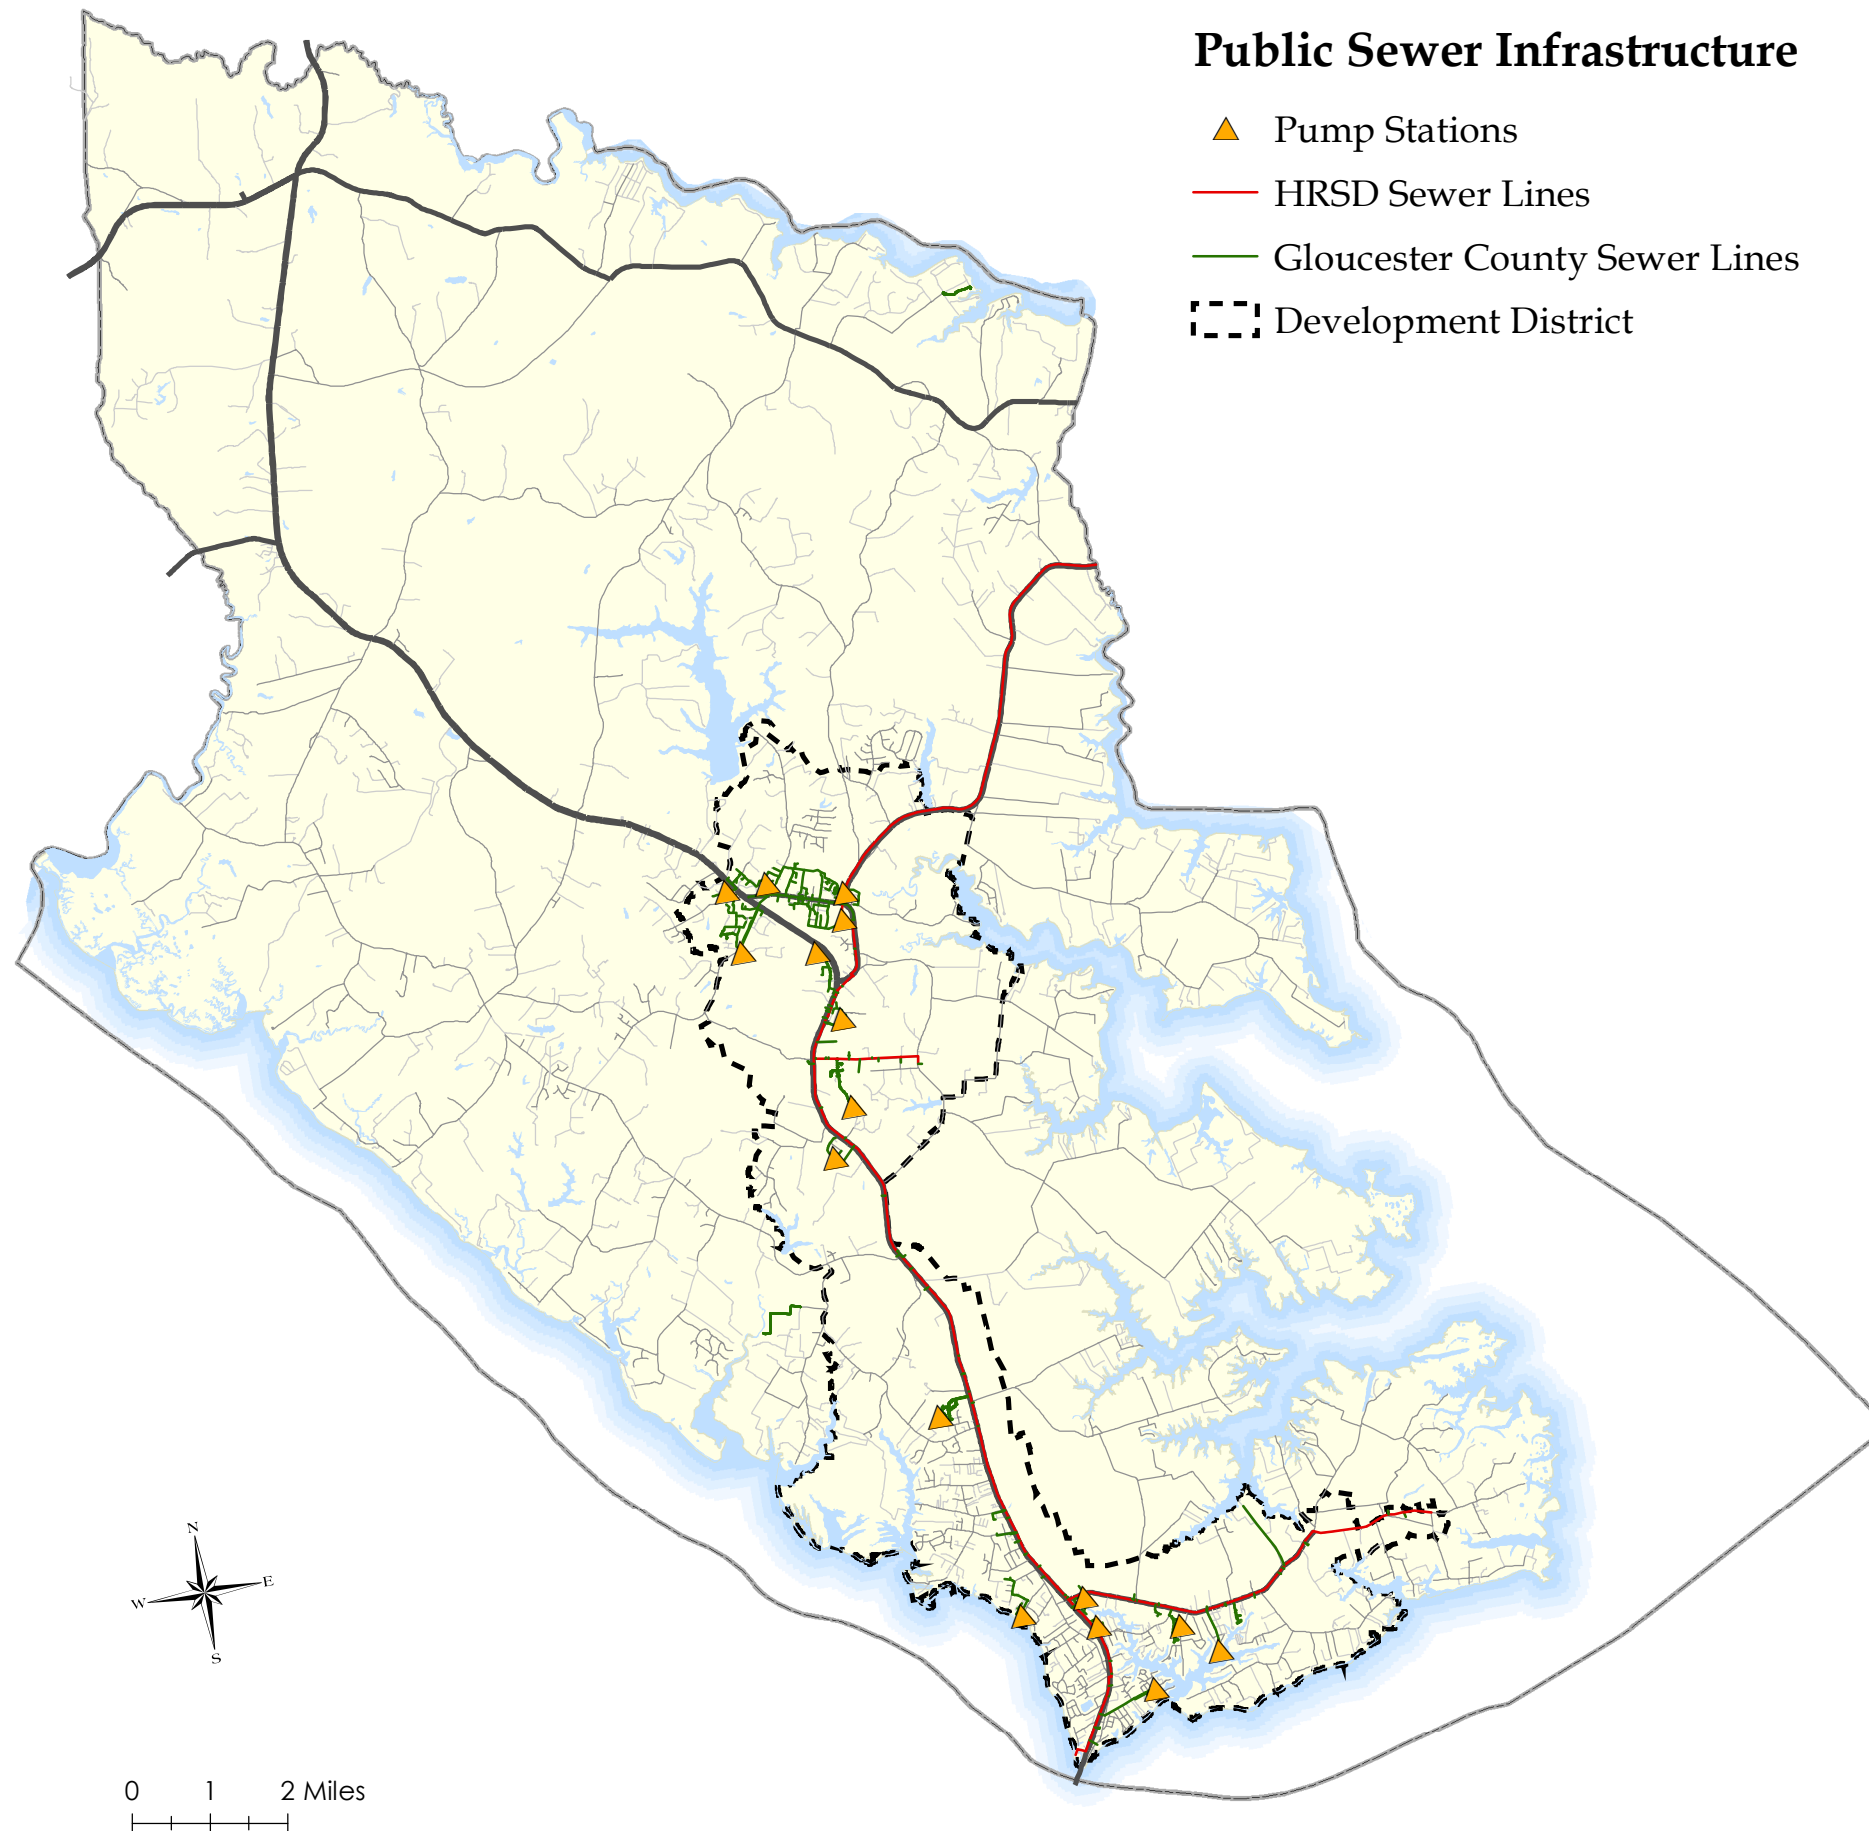 Public Sewer Infrastructure
Pump Stations
HRSD Sewer Lines
Gloucester County Sewer Lines
Development District
N
W
E
S
0 1 2 Miles